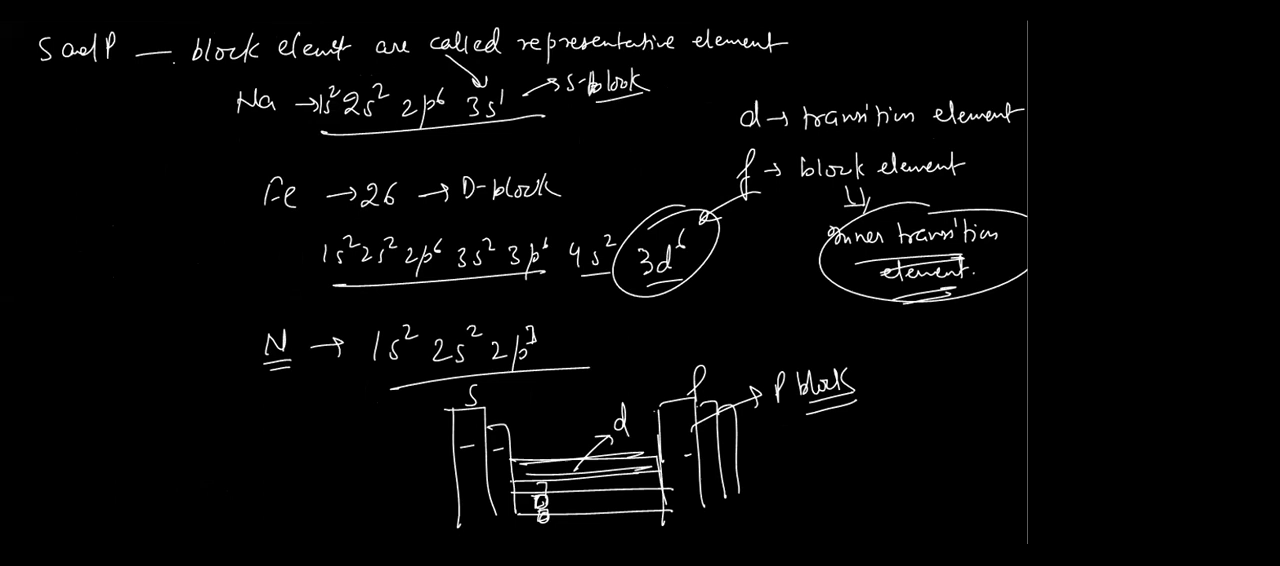 S and P — block element are called representative element
Na → 1s² 2s² 2p⁶ 3s¹ → s-block
d → transition element
f → block element
inner transition
element.
Fe → 26 → D-block
1s² 2s² 2p⁶ 3s² 3p⁶ 4s² 3d⁶
N → 1s² 2s² 2p³
S
d
P
P block